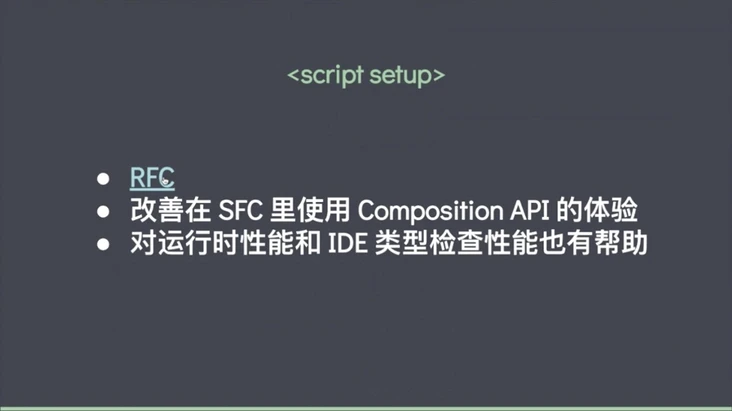 <script setup>
RFC
改善在 SFC 里使用 Composition API 的体验
对运行时性能和 IDE 类型检查性能也有帮助